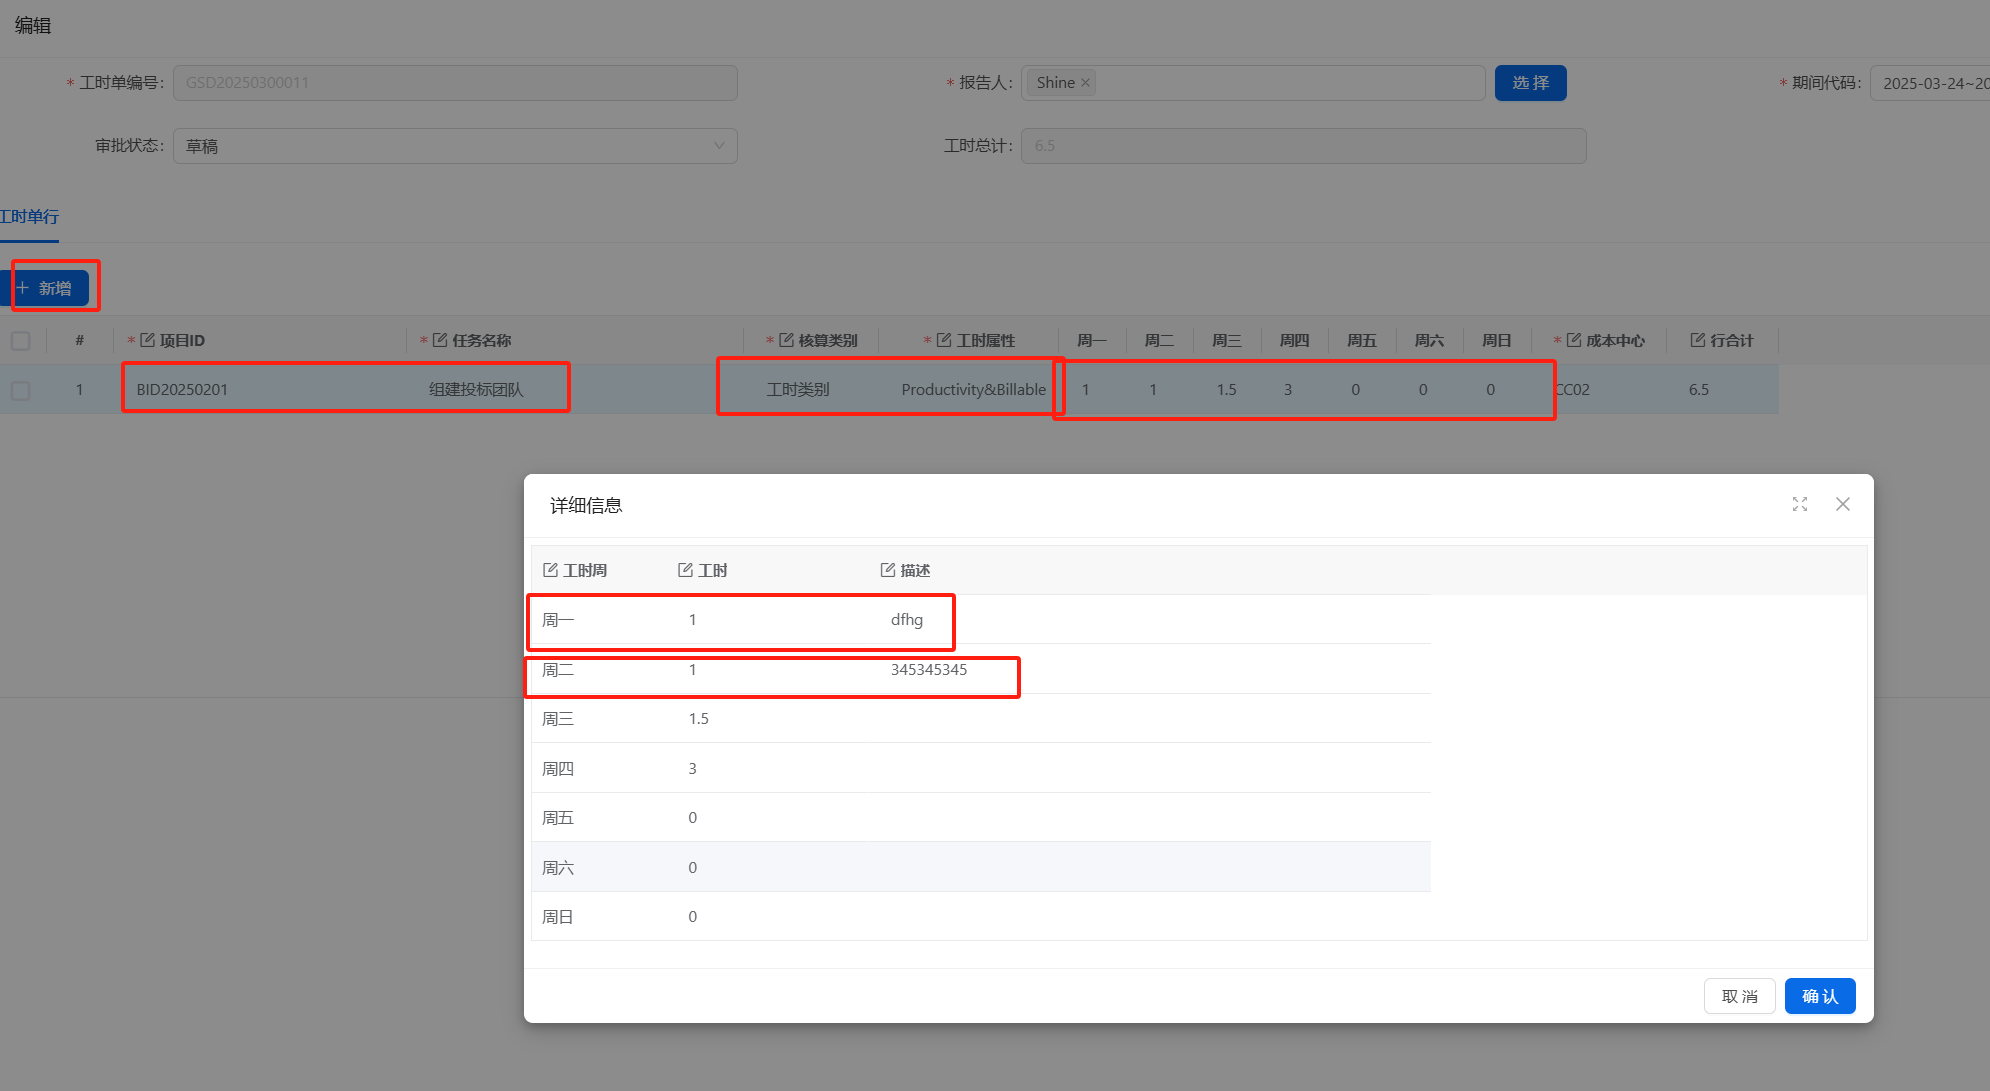 编辑
* 工时单编号: GSD20250300011 * 报告人: Shine × 选 择 * 期间代码: 2025-03-24~20
审批状态: 草稿 工时总计: 6.5
工时单行
+ 新增
# * 项目ID * 任务名称 * 核算类别 * 工时属性 周一 周二 周三 周四 周五 周六 周日 * 成本中心 行合计
1 BID20250201 组建投标团队 工时类别 Productivity&Billable 1 1 1.5 3 0 0 0 CC02 6.5
详细信息
工时周 工时 描述
周一 1 dfhg
周二 1 345345345
周三 1.5
周四 3
周五 0
周六 0
周日 0
取 消 确 认